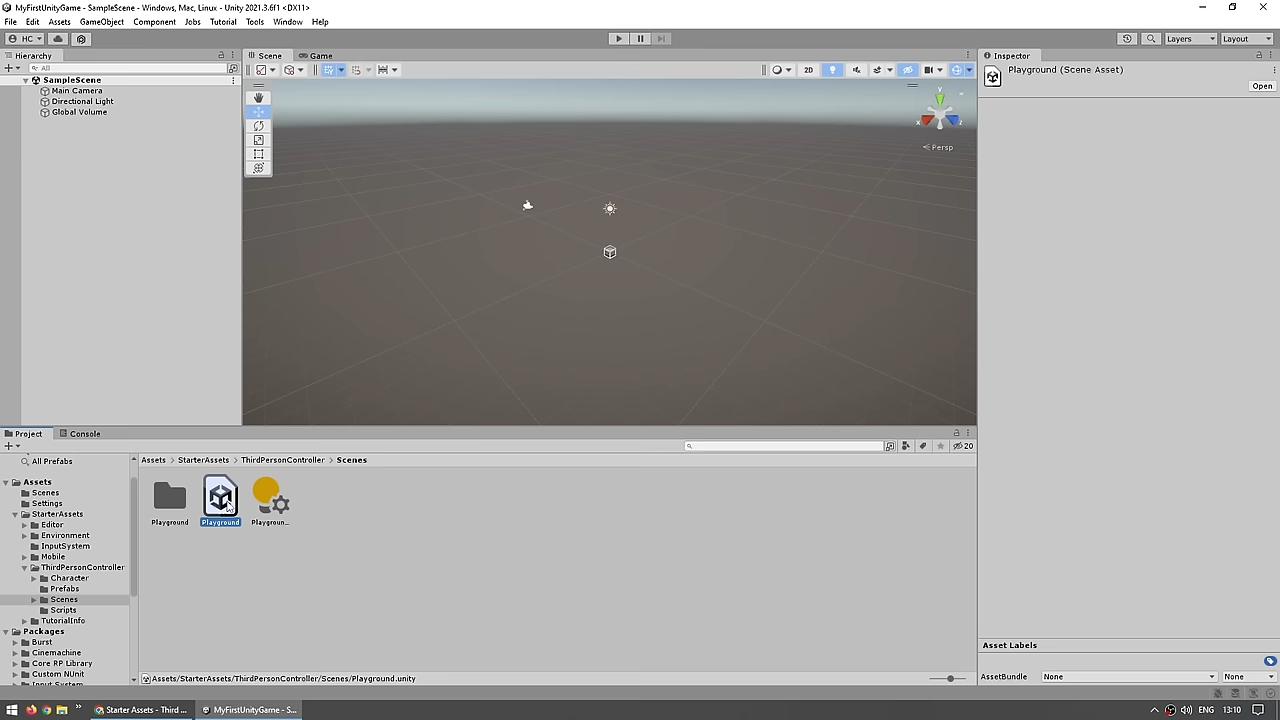 MyFirstUnityGame - SampleScene - Windows, Mac, Linux - Unity 2021.3.6f1 <DX11>
File Edit Assets GameObject Component Jobs Tutorial Tools Window Help
HC
Layers Layout
Hierarchy
All
SampleScene
Main Camera
Directional Light
Global Volume
Scene Game
2D
y
x z
Persp
Inspector
Playground (Scene Asset)
Open
Project Console
20
All Prefabs
Assets
Scenes
Settings
StarterAssets
Editor
Environment
InputSystem
Mobile
ThirdPersonController
Character
Prefabs
Scenes
Scripts
TutorialInfo
Packages
Burst
Cinemachine
Core RP Library
Custom NUnit
Input System
Assets > StarterAssets > ThirdPersonController > Scenes
Playground Playground Playgroun...
Assets/StarterAssets/ThirdPersonController/Scenes/Playground.unity
Asset Labels
AssetBundle None None
Starter Assets - Third ...
MyFirstUnityGame - S...
ENG 13:10